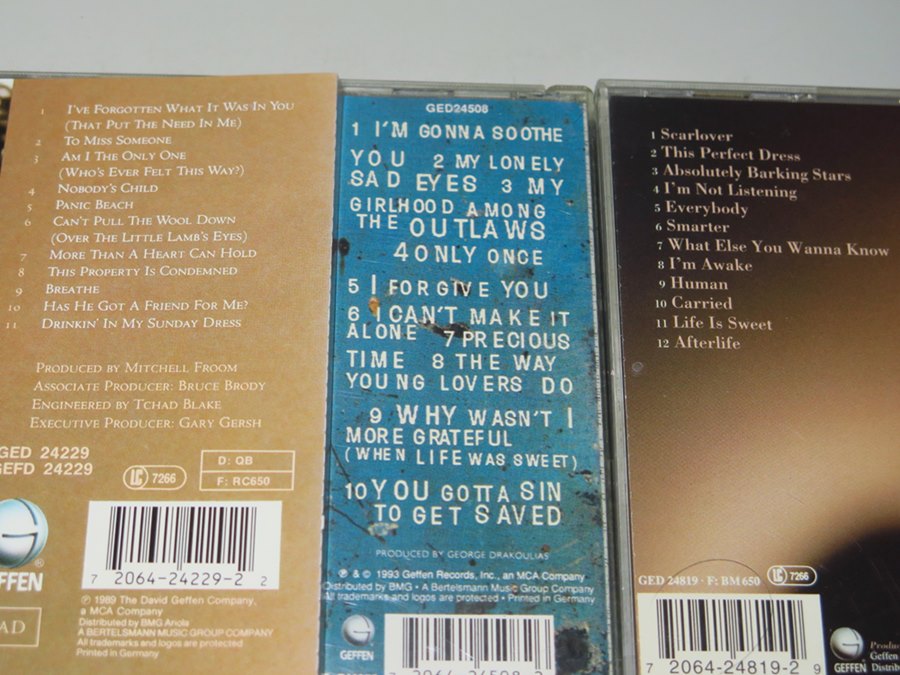 1 I'VE FORGOTTEN WHAT IT WAS IN YOU
(THAT PUT THE NEED IN ME)
2 TO MISS SOMEONE
3 AM I THE ONLY ONE
(WHO'S EVER FELT THIS WAY?)
4 NOBODY'S CHILD
5 PANIC BEACH
6 CAN'T PULL THE WOOL DOWN
(OVER THE LITTLE LAMB'S EYES)
7 MORE THAN A HEART CAN HOLD
8 THIS PROPERTY IS CONDEMNED
9 BREATHE
10 HAS HE GOT A FRIEND FOR ME?
11 DRINKIN' IN MY SUNDAY DRESS
PRODUCED BY MITCHELL FROOM
ASSOCIATE PRODUCER: BRUCE BRODY
ENGINEERED BY TCHAD BLAKE
EXECUTIVE PRODUCER: GARY GERSH
GED 24229
GEFD 24229
LC 7266
D: QB
F: RC650
GEFFEN
7 2064-24229-2 2
℗ 1989 The David Geffen Company,
a MCA Company
Distributed by BMG Ariola
A BERTELSMANN MUSIC GROUP COMPANY
All trademarks and logos are protected
Printed in Germany
AD
GED24508
1 I'M GONNA SOOTHE
YOU 2 MY LONELY
SAD EYES 3 MY
GIRLHOOD AMONG
THE OUTLAWS
4 ONLY ONCE
5 I FORGIVE YOU
6 I CAN'T MAKE IT
ALONE 7 PRECIOUS
TIME 8 THE WAY
YOUNG LOVERS DO
9 WHY WASN'T I
MORE GRATEFUL
(WHEN LIFE WAS SWEET)
10 YOU GOTTA SIN
TO GET SAVED
PRODUCED BY GEORGE DRAKOULIAS
℗ & © 1993 Geffen Records, Inc., an MCA Company
Distributed by BMG • A Bertelsmann Music Group Company
All trademarks and logos are protected • Printed in Germany
GEFFEN
7 2064-24508-2
1 Scarlover
2 This Perfect Dress
3 Absolutely Barking Stars
4 I'm Not Listening
5 Everybody
6 Smarter
7 What Else You Wanna Know
8 I'm Awake
9 Human
10 Carried
11 Life Is Sweet
12 Afterlife
GED 24819 · F: BM 650
LC 7266
7 2064-24819-2 9
GEFFEN
Geffen
Distrib